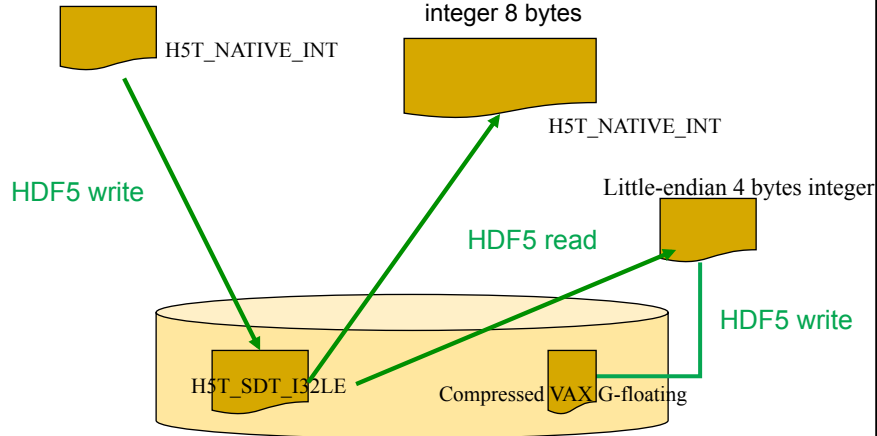 integer 8 bytes
H5T_NATIVE_INT
H5T_NATIVE_INT
HDF5 write
Little-endian 4 bytes integer
HDF5 read
HDF5 write
H5T_SDT_I32LE
Compressed VAX G-floating